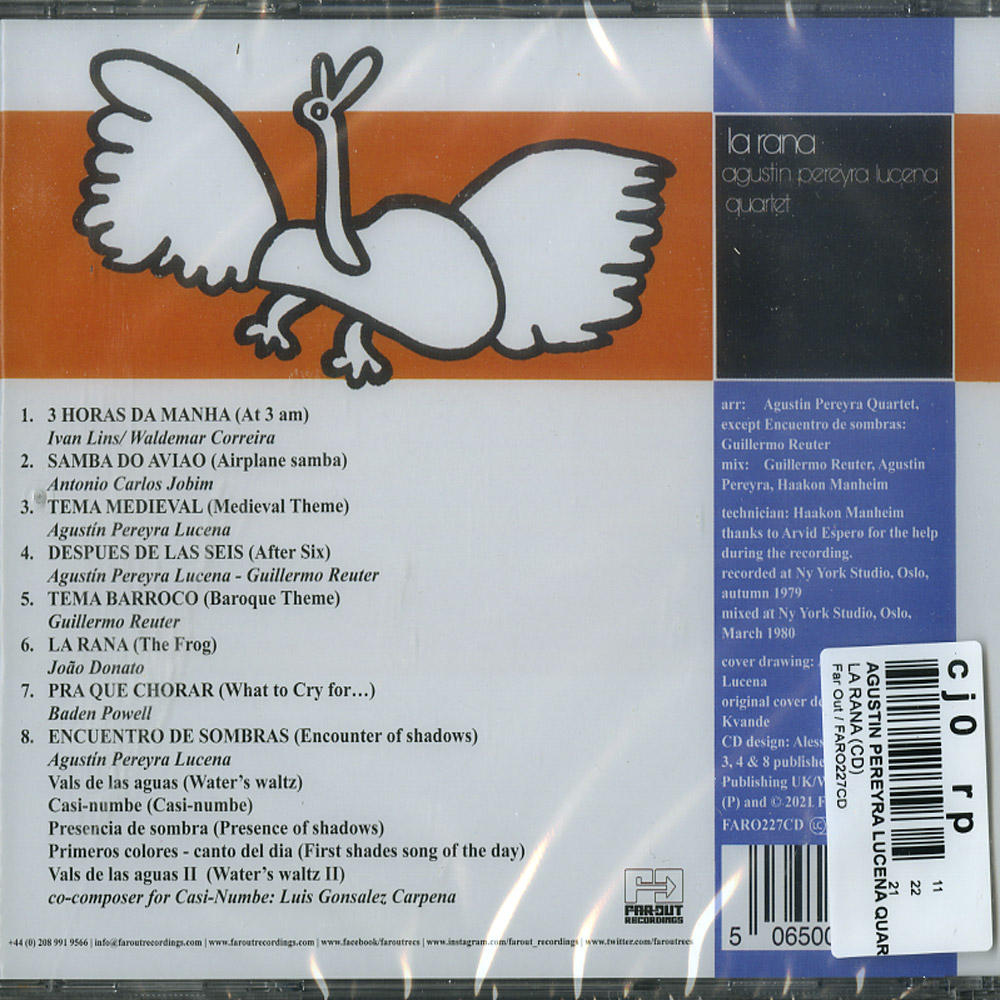 la rana
agustin pereyra lucena
quartet
1. 3 HORAS DA MANHA (At 3 am)
Ivan Lins/ Waldemar Correira
2. SAMBA DO AVIAO (Airplane samba)
Antonio Carlos Jobim
3. TEMA MEDIEVAL (Medieval Theme)
Agustín Pereyra Lucena
4. DESPUES DE LAS SEIS (After Six)
Agustín Pereyra Lucena - Guillermo Reuter
5. TEMA BARROCO (Baroque Theme)
Guillermo Reuter
6. LA RANA (The Frog)
João Donato
7. PRA QUE CHORAR (What to Cry for…)
Baden Powell
8. ENCUENTRO DE SOMBRAS (Encounter of shadows)
Agustín Pereyra Lucena
Vals de las aguas (Water's waltz)
Casi-numbe (Casi-numbe)
Presencia de sombra (Presence of shadows)
Primeros colores - canto del dia (First shades song of the day)
Vals de las aguas II (Water's waltz II)
co-composer for Casi-Numbe: Luis Gonsalez Carpena
arr: Agustin Pereyra Quartet,
except Encuentro de sombras:
Guillermo Reuter
mix: Guillermo Reuter, Agustin
Pereyra, Haakon Manheim
technician: Haakon Manheim
thanks to Arvid Espero for the help
during the recording.
recorded at Ny York Studio, Oslo,
autumn 1979
mixed at Ny York Studio, Oslo,
March 1980
cover drawing:
Lucena
original cover
Kvande
CD design:
3, 4 & 8
Publishing
(P) and © 2021
FARO227CD LC
FAR OUT
RECORDINGS
5 06500
+44 (0) 208 991 9566 | info@faroutrecordings.com | www.faroutrecordings.com | www.facebook/faroutrecs | www.instagram.com/farout_recordings | www.twitter.com/faroutrecs
cj0 rp
11
22
21
AGUSTIN PEREYRA LUCENA QUAR
LA RANA (CD)
Far Out / FARO227CD